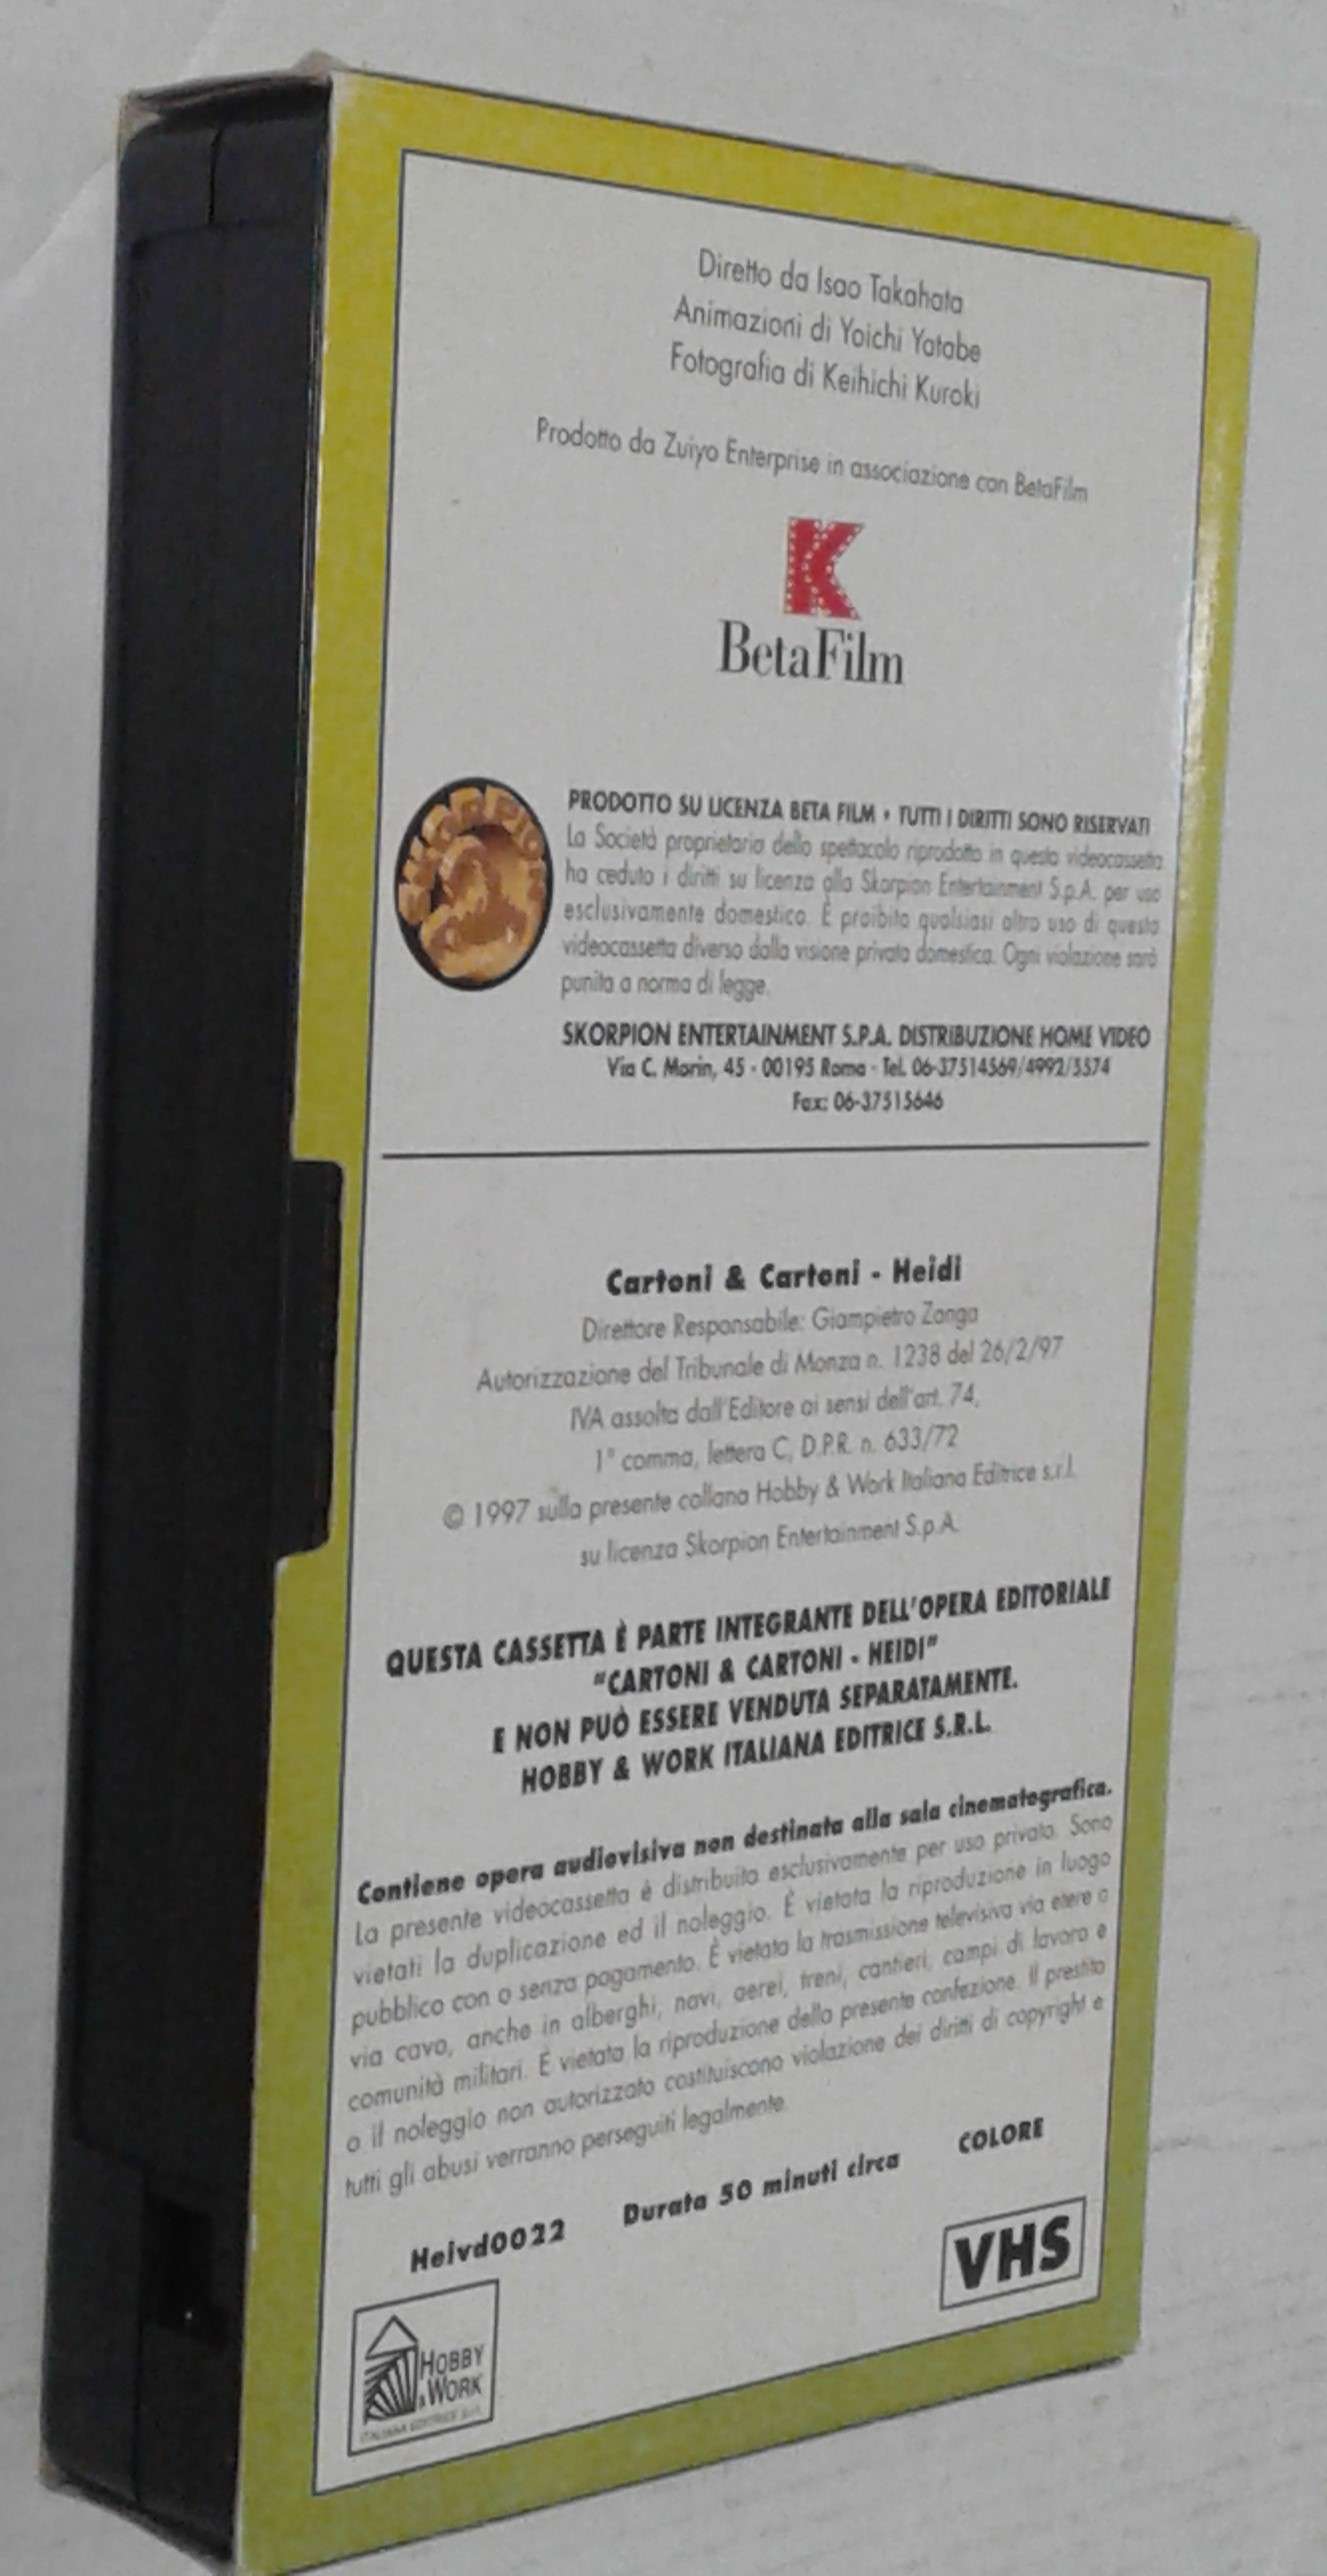 Diretto da Isao Takahata
Animazioni di Yoichi Yatabe
Fotografia di Keihichi Kuroki
Prodotto da Zuiyo Enterprise in associazione con BetaFilm
K
BetaFilm
SKORPION
PRODOTTO SU LICENZA BETA FILM • TUTTI I DIRITTI SONO RISERVATI
La Società proprietaria dello spettacolo riprodotto in questa videocassetta
ha ceduto i diritti su licenza alla Skorpion Entertainment S.p.A. per uso
esclusivamente domestico. È proibito qualsiasi altro uso di questa
videocassetta diverso dalla visione privata domestica. Ogni violazione sarà
punita a norma di legge.
SKORPION ENTERTAINMENT S.P.A. DISTRIBUZIONE HOME VIDEO
Via C. Morin, 45 - 00195 Roma - Tel. 06-37514569/4992/5574
Fax: 06-37515646
Cartoni & Cartoni - Heidi
Direttore Responsabile: Giampietro Zanga
Autorizzazione del Tribunale di Monza n. 1238 del 26/2/97
IVA assolta dall'Editore ai sensi dell'art. 74,
1° comma, lettera C, D.P.R. n. 633/72
© 1997 sulla presente collana Hobby & Work Italiana Editrice s.r.l.
su licenza Skorpion Entertainment S.p.A.
QUESTA CASSETTA È PARTE INTEGRANTE DELL'OPERA EDITORIALE
"CARTONI & CARTONI - HEIDI"
E NON PUÒ ESSERE VENDUTA SEPARATAMENTE.
HOBBY & WORK ITALIANA EDITRICE S.R.L.
Contiene opera audiovisiva non destinata alla sala cinematografica.
La presente videocassetta è distribuita esclusivamente per uso privato. Sono
vietati la duplicazione ed il noleggio. È vietata la riproduzione in luogo
pubblico con o senza pagamento. È vietata la trasmissione televisiva via etere o
via cavo, anche in alberghi, navi, aerei, treni, cantieri, campi di lavoro e
comunità militari. È vietata la riproduzione della presente confezione. Il prestito
o il noleggio non autorizzato costituiscono violazione dei diritti di copyright e
tutti gli abusi verranno perseguiti legalmente.
Heivd0022 Durata 50 minuti circa COLORE
VHS
HOBBY
& WORK
ITALIANA EDITRICE S.r.l.